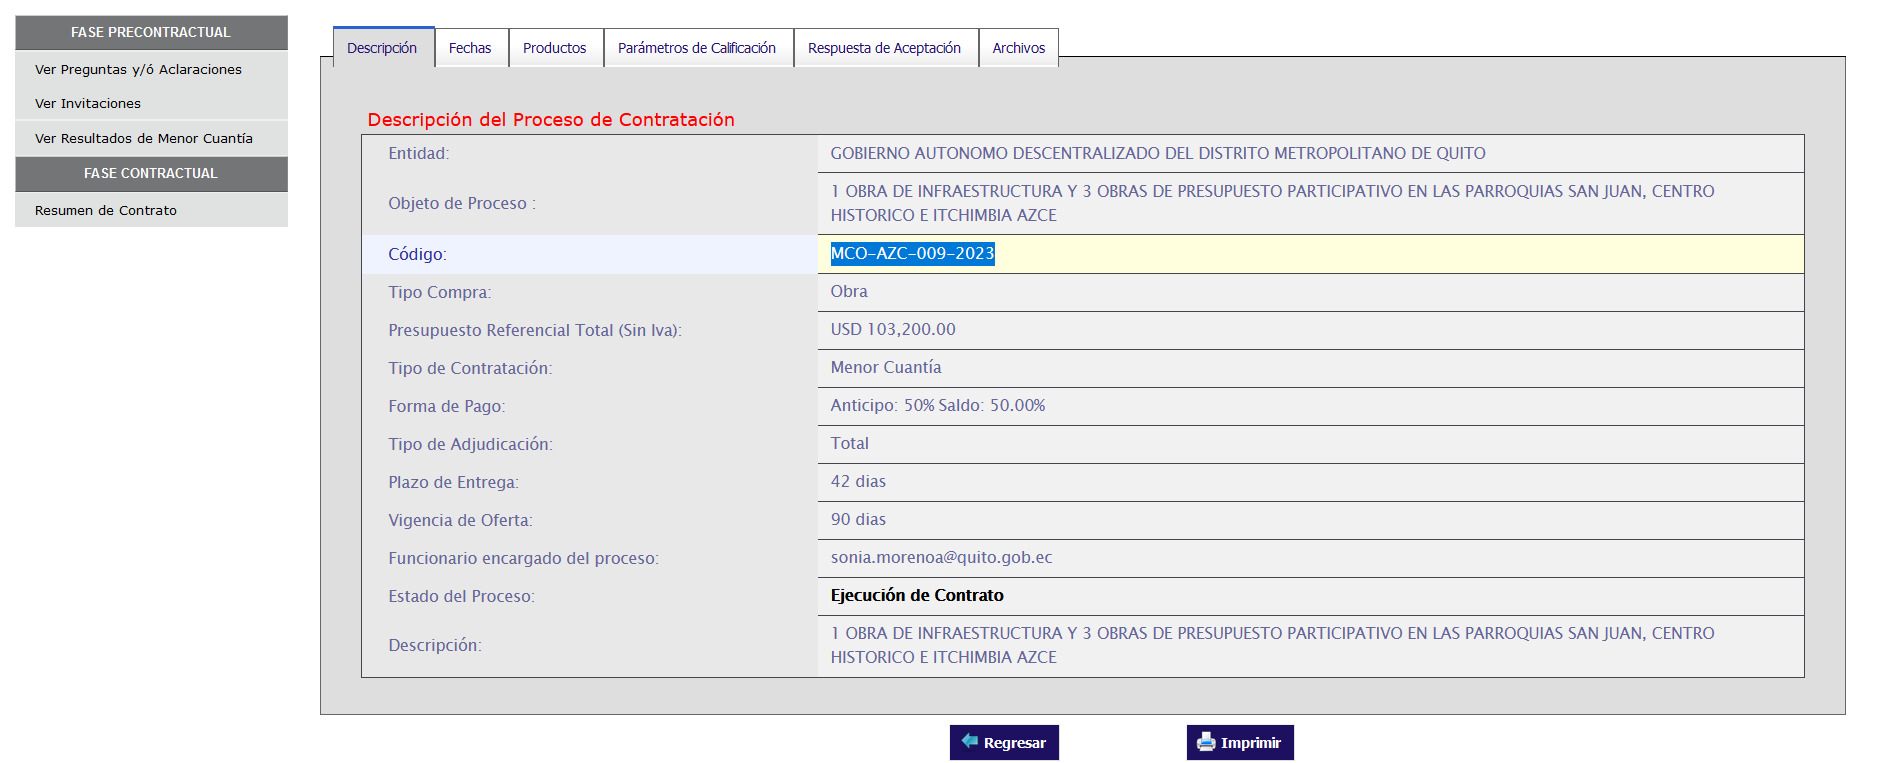 FASE PRECONTRACTUAL
Ver Preguntas y/ó Aclaraciones
Ver Invitaciones
Ver Resultados de Menor Cuantía
FASE CONTRACTUAL
Resumen de Contrato
Descripción Fechas Productos Parámetros de Calificación Respuesta de Aceptación Archivos
Descripción del Proceso de Contratación
Entidad: GOBIERNO AUTONOMO DESCENTRALIZADO DEL DISTRITO METROPOLITANO DE QUITO
Objeto de Proceso : 1 OBRA DE INFRAESTRUCTURA Y 3 OBRAS DE PRESUPUESTO PARTICIPATIVO EN LAS PARROQUIAS SAN JUAN, CENTRO
HISTORICO E ITCHIMBIA AZCE
Código: MCO-AZC-009-2023
Tipo Compra: Obra
Presupuesto Referencial Total (Sin Iva): USD 103,200.00
Tipo de Contratación: Menor Cuantía
Forma de Pago: Anticipo: 50% Saldo: 50.00%
Tipo de Adjudicación: Total
Plazo de Entrega: 42 dias
Vigencia de Oferta: 90 dias
Funcionario encargado del proceso: sonia.morenoa@quito.gob.ec
Estado del Proceso: Ejecución de Contrato
Descripción: 1 OBRA DE INFRAESTRUCTURA Y 3 OBRAS DE PRESUPUESTO PARTICIPATIVO EN LAS PARROQUIAS SAN JUAN, CENTRO
HISTORICO E ITCHIMBIA AZCE
Regresar Imprimir